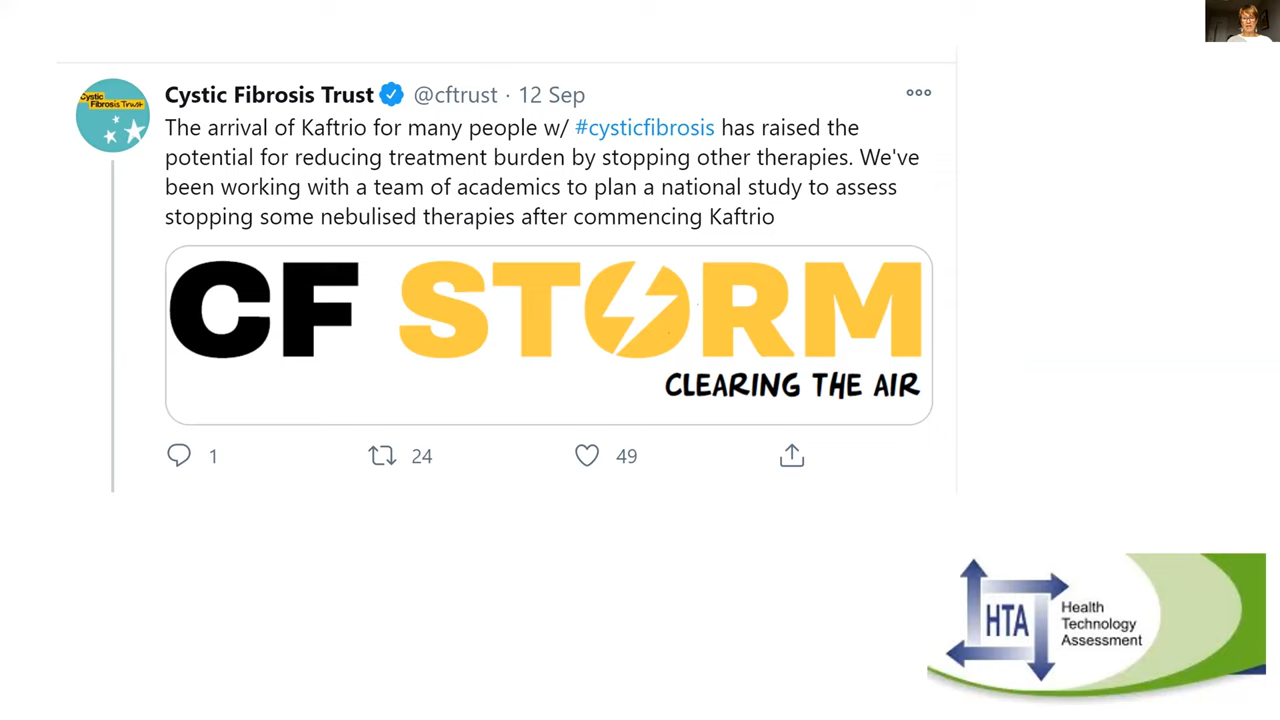 Cystic Fibrosis Trust @cftrust · 12 Sep
Cystic
Fibrosis Trust
The arrival of Kaftrio for many people w/ #cysticfibrosis has raised the
potential for reducing treatment burden by stopping other therapies. We've
been working with a team of academics to plan a national study to assess
stopping some nebulised therapies after commencing Kaftrio
CF STORM
CLEARING THE AIR
1 24 49
HTA
Health
Technology
Assessment